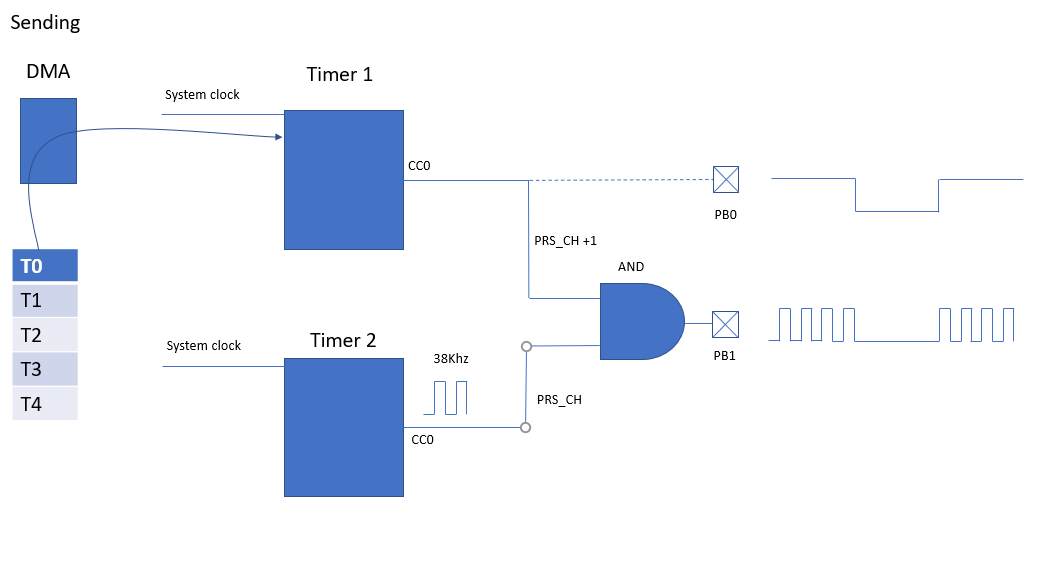 Sending
DMA
System clock
Timer 1
CC0
PB0
PRS_CH +1
AND
T0
T1
T2
T3
T4
System clock
Timer 2
38Khz
CC0
PRS_CH
PB1